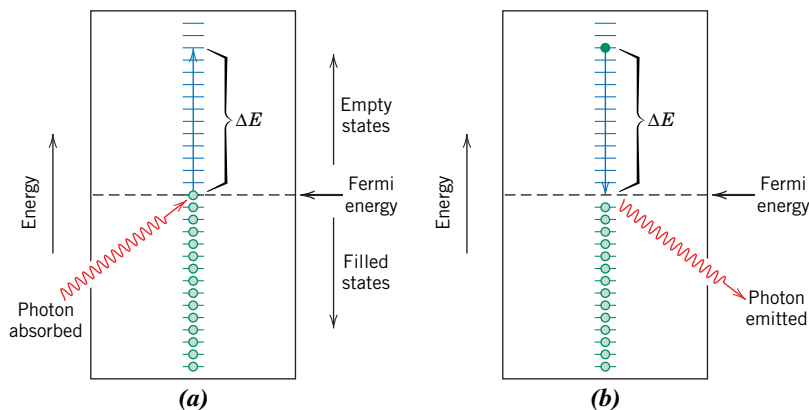 Energy
Photon
absorbed
ΔE
Empty
states
Fermi
energy
Filled
states
(a)
Energy
ΔE
Fermi
energy
Photon
emitted
(b)